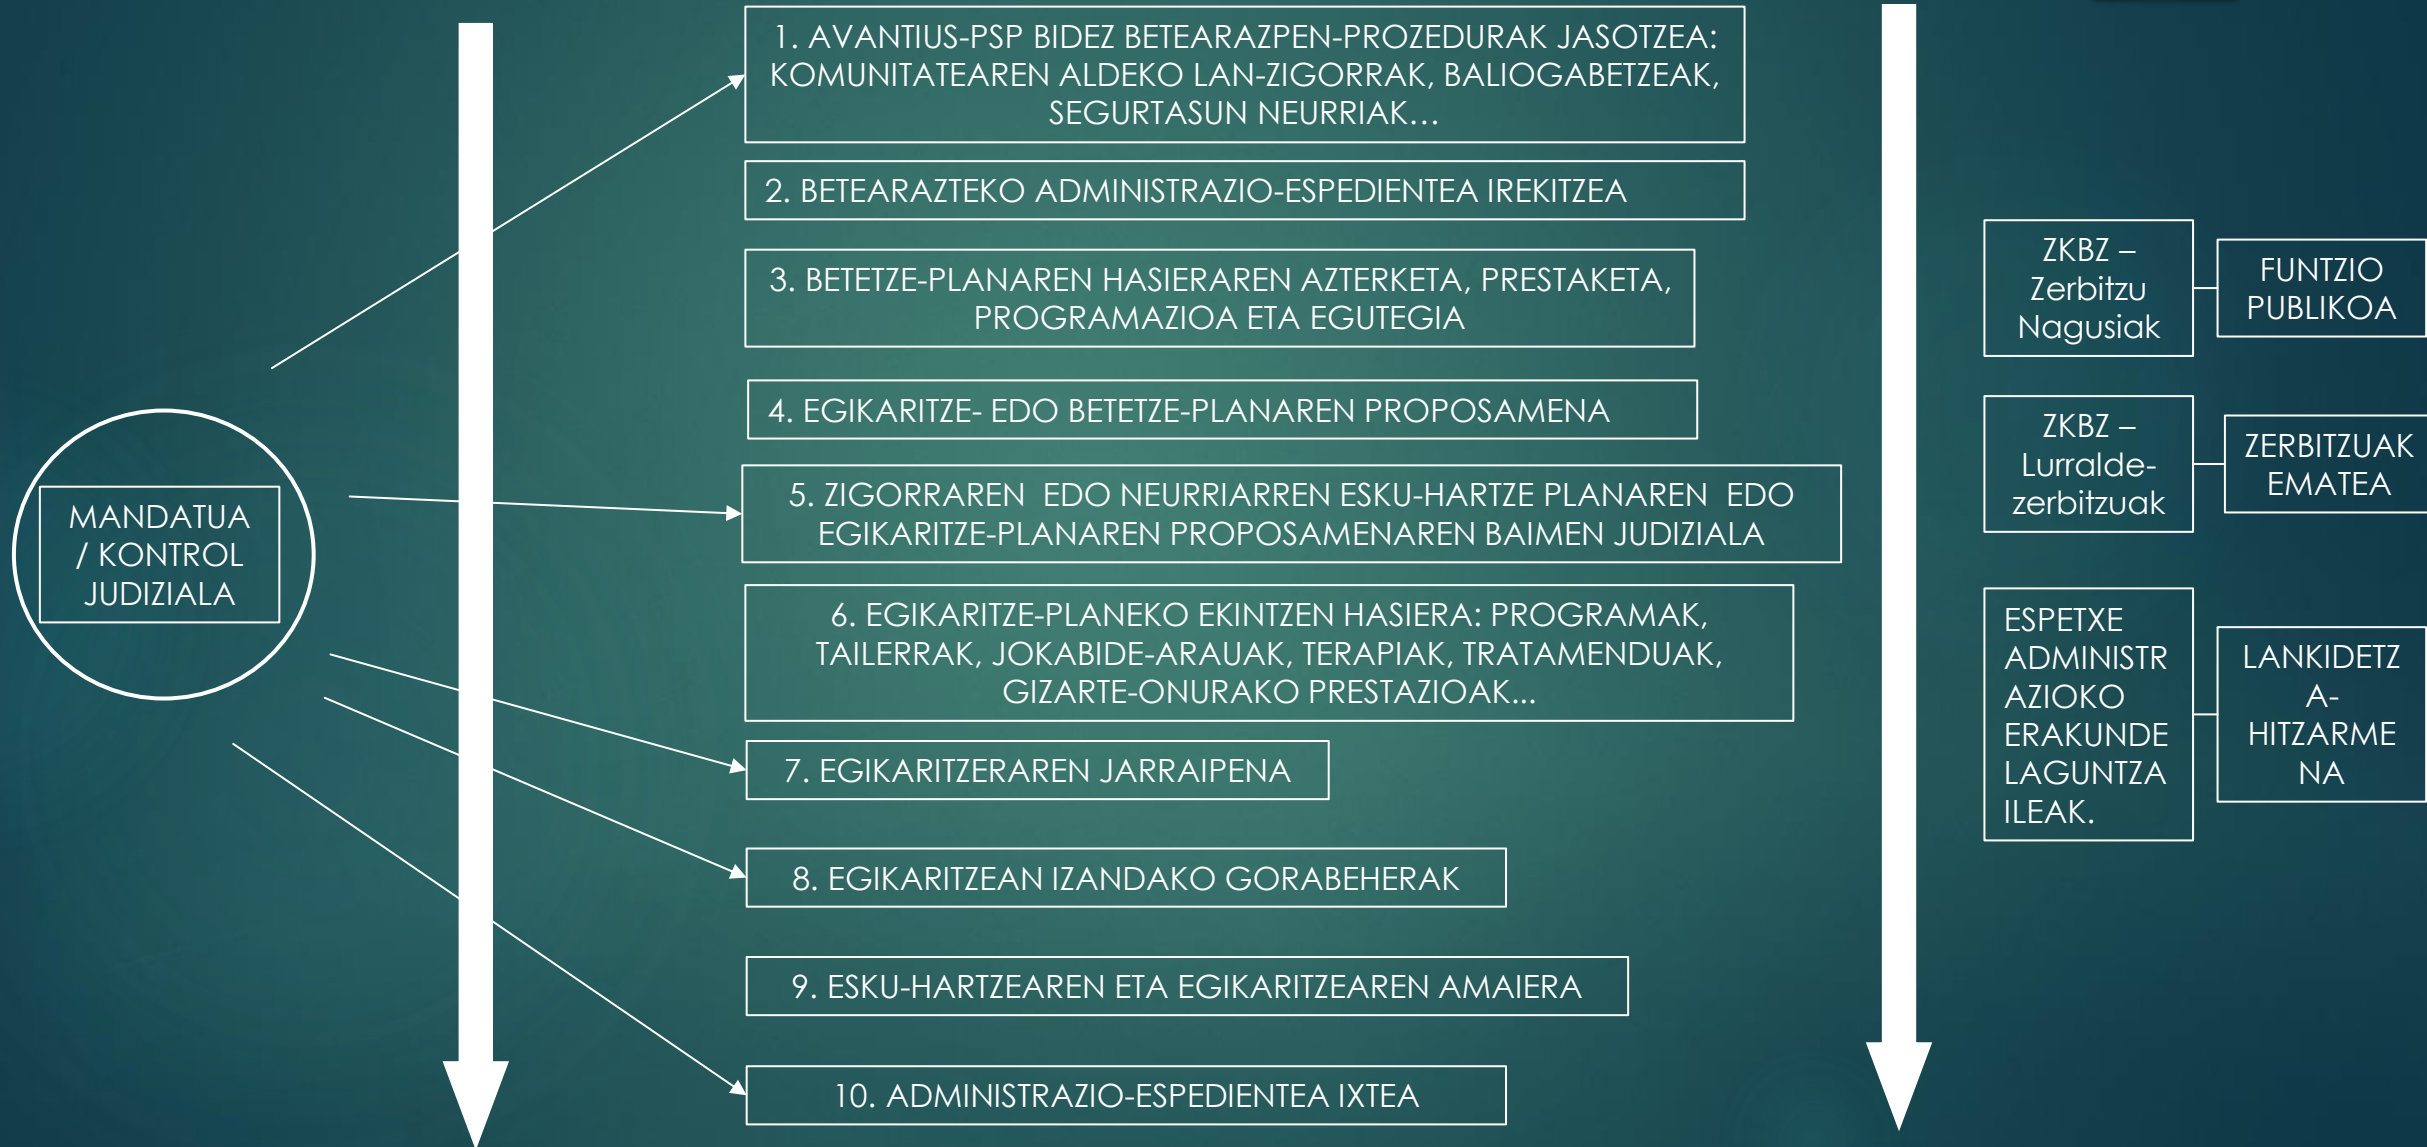 MANDATUA
/ KONTROL
JUDIZIALA
1. AVANTIUS-PSP BIDEZ BETEARAZPEN-PROZEDURAK JASOTZEA:
KOMUNITATEAREN ALDEKO LAN-ZIGORRAK, BALIOGABETZEAK,
SEGURTASUN NEURRIAK…
2. BETEARAZTEKO ADMINISTRAZIO-ESPEDIENTEA IREKITZEA
3. BETETZE-PLANAREN HASIERAREN AZTERKETA, PRESTAKETA,
PROGRAMAZIOA ETA EGUTEGIA
4. EGIKARITZE- EDO BETETZE-PLANAREN PROPOSAMENA
5. ZIGORRAREN  EDO NEURRIARREN ESKU-HARTZE PLANAREN  EDO
EGIKARITZE-PLANAREN PROPOSAMENAREN BAIMEN JUDIZIALA
6. EGIKARITZE-PLANEKO EKINTZEN HASIERA: PROGRAMAK,
TAILERRAK, JOKABIDE-ARAUAK, TERAPIAK, TRATAMENDUAK,
GIZARTE-ONURAKO PRESTAZIOAK...
7. EGIKARITZERAREN JARRAIPENA
8. EGIKARITZEAN IZANDAKO GORABEHERAK
9. ESKU-HARTZEAREN ETA EGIKARITZEAREN AMAIERA
10. ADMINISTRAZIO-ESPEDIENTEA IXTEA
ZKBZ –
Zerbitzu
Nagusiak
FUNTZIO
PUBLIKOA
ZKBZ –
Lurralde-
zerbitzuak
ZERBITZUAK
EMATEA
ESPETXE
ADMINISTR
AZIOKO
ERAKUNDE
LAGUNTZA
ILEAK.
LANKIDETZ
A-
HITZARME
NA